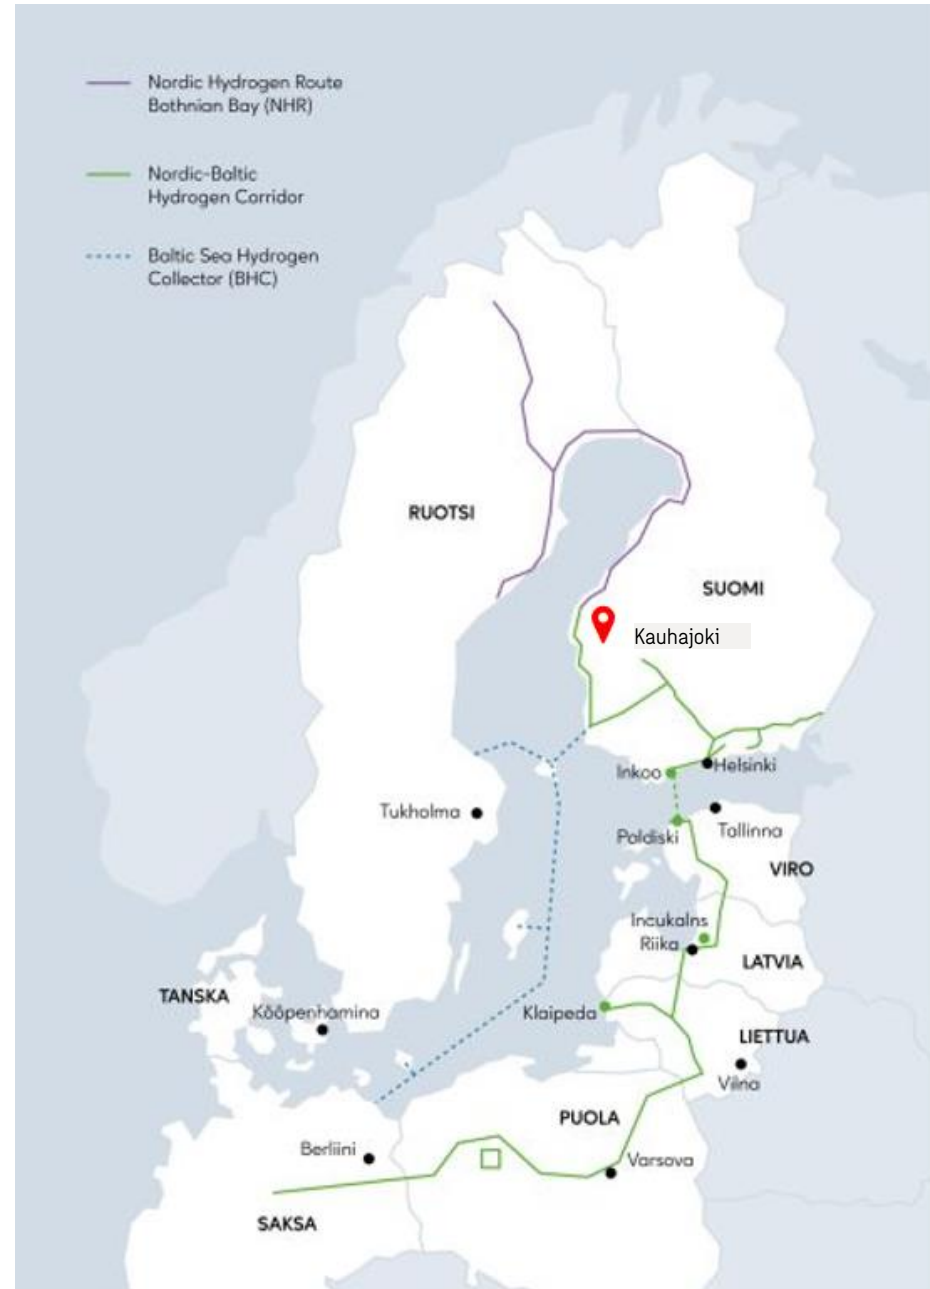 Nordic Hydrogen Route
Bothnian Bay (NHR)
Nordic-Baltic
Hydrogen Corridor
Baltic Sea Hydrogen
Collector (BHC)
RUOTSI
SUOMI
Kauhajoki
Inkoo
Helsinki
Tukholma
Paldiski
Tallinna
VIRO
Incukalns
Riika
LATVIA
TANSKA
Kööpenhamina
Klaipeda
LIETTUA
Vilna
PUOLA
Berliini
Varsova
SAKSA